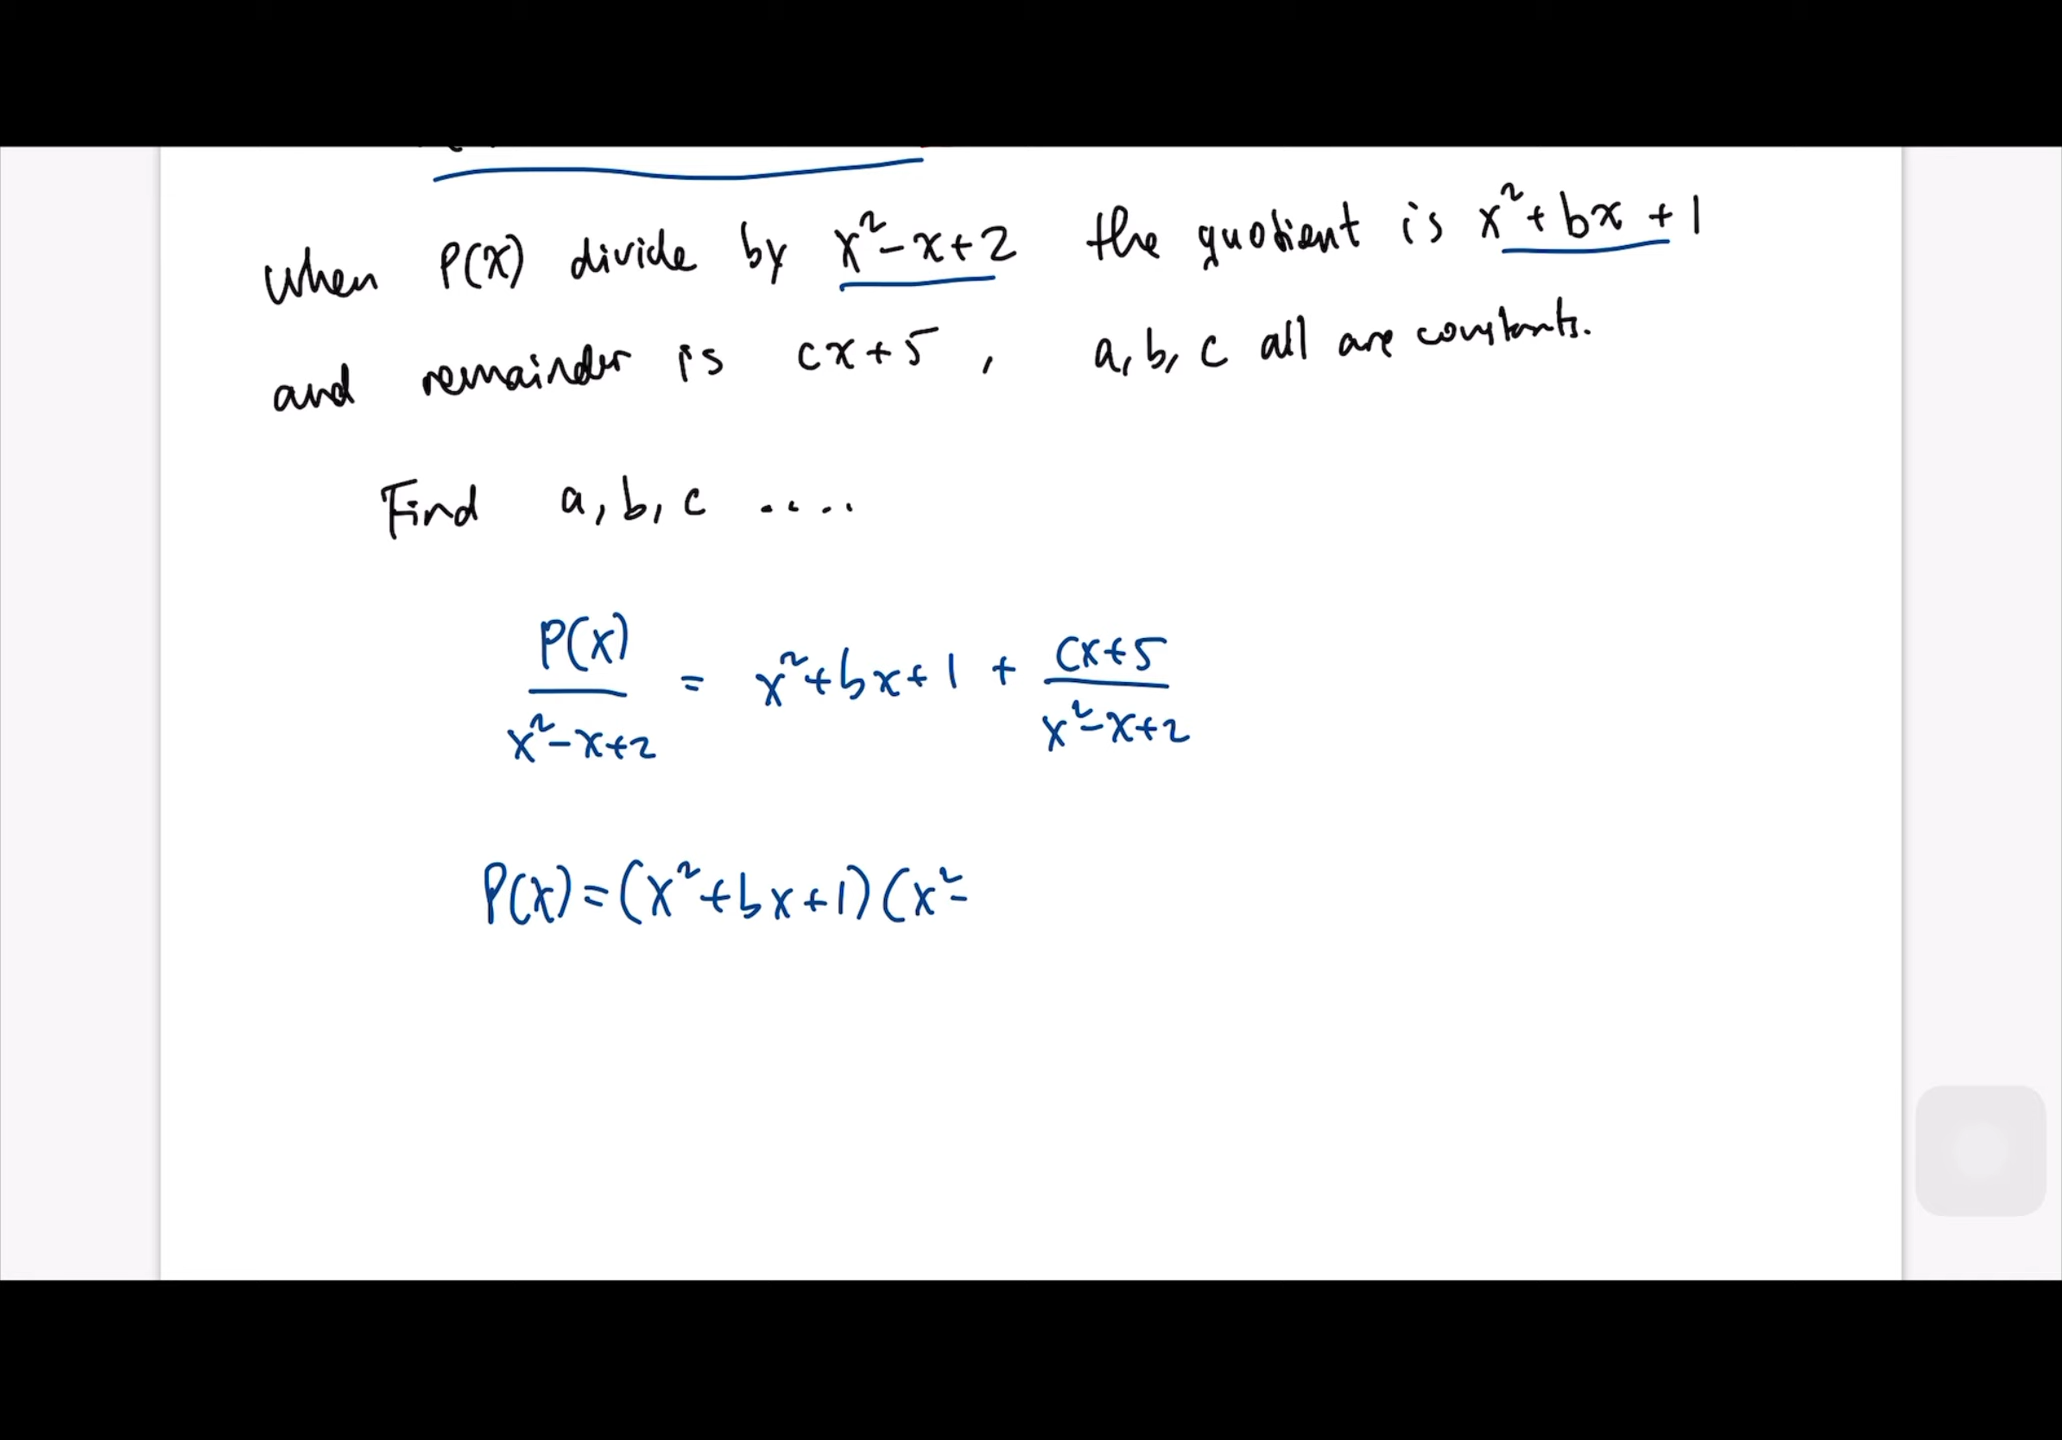 when P(X) divide by x²-x+2 the quotient is x²+bx+1
and remainder is cx+5, a, b, c all are constants.
Find a, b, c .....
P(X)/x²-x+2 = x²+bx+1 + cx+5/x²-x+2
P(X)=(x²+bx+1)(x²-